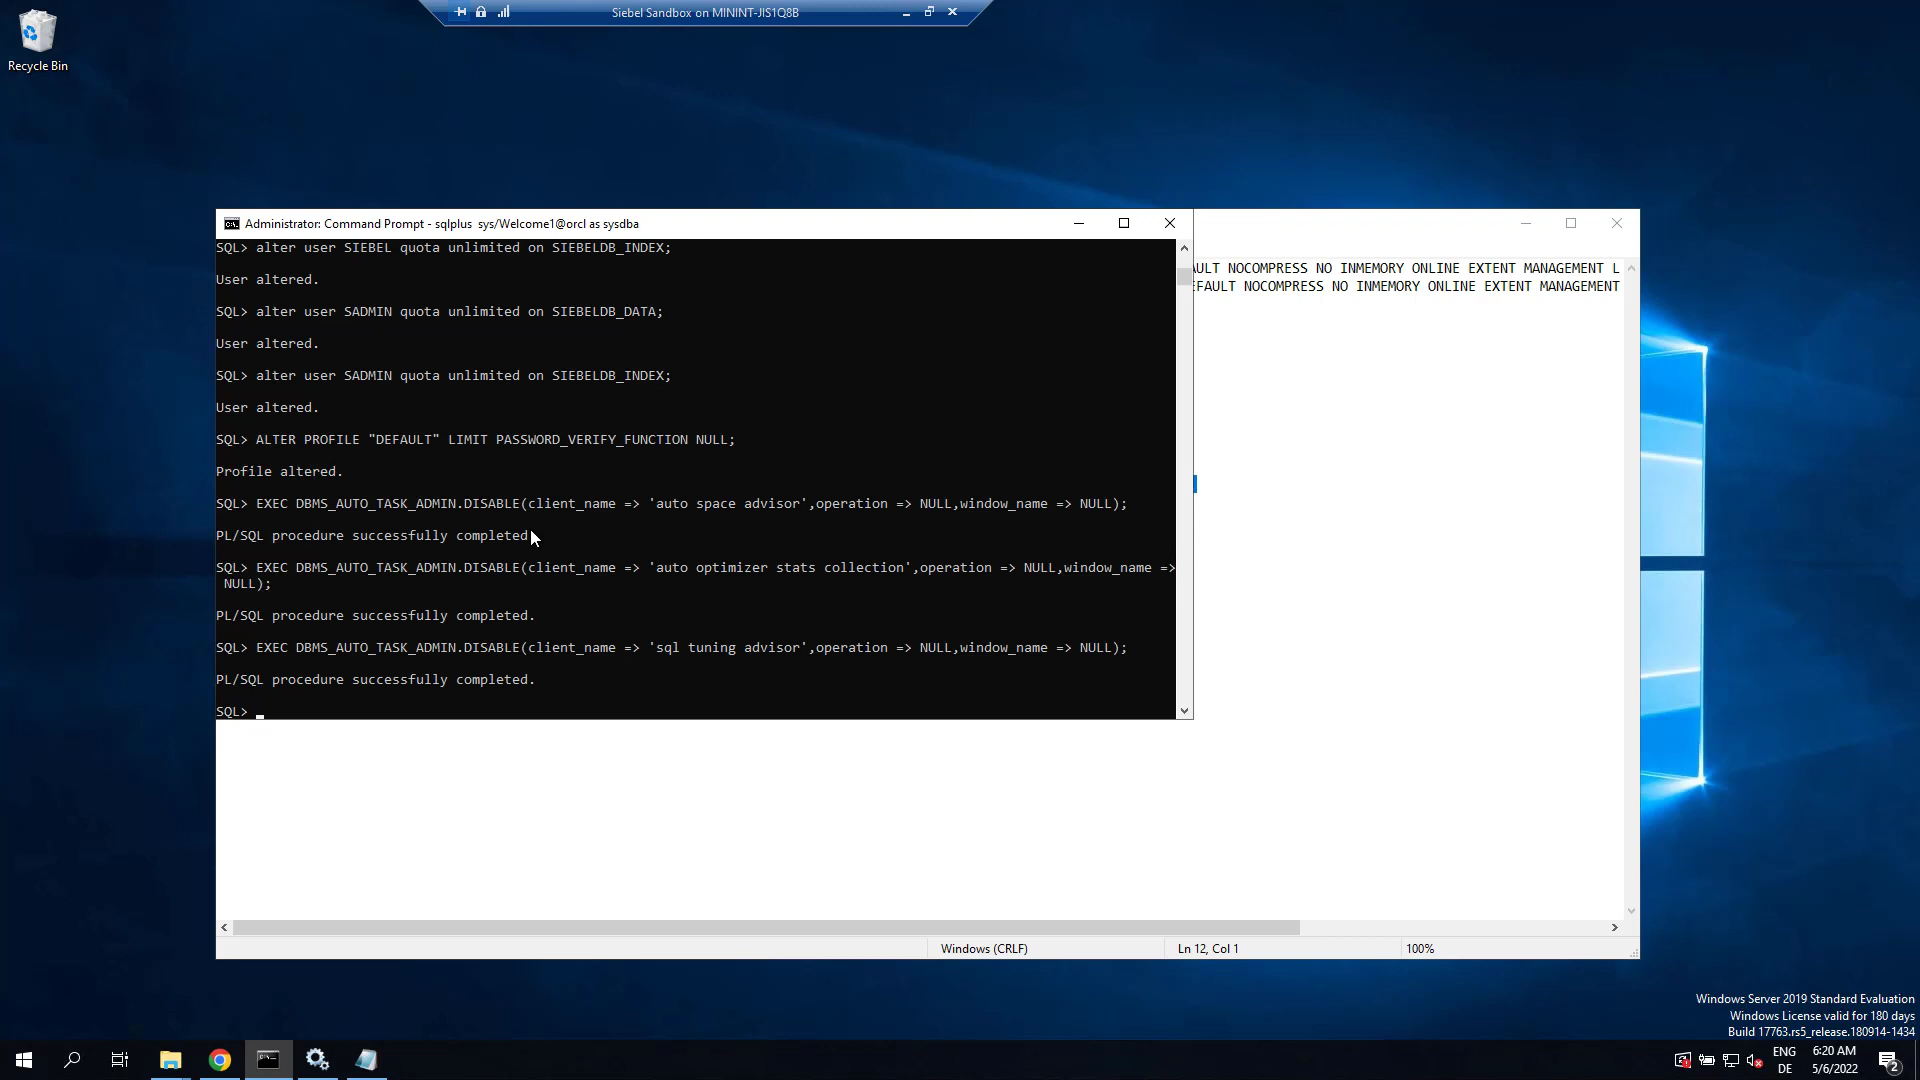 Siebel Sandbox on MININT-JIS1Q8B
Recycle Bin
Administrator: Command Prompt - sqlplus  sys/Welcome1@orcl as sysdba
SQL> alter user SIEBEL quota unlimited on SIEBELDB_INDEX;
User altered.
SQL> alter user SADMIN quota unlimited on SIEBELDB_DATA;
User altered.
SQL> alter user SADMIN quota unlimited on SIEBELDB_INDEX;
User altered.
SQL> ALTER PROFILE "DEFAULT" LIMIT PASSWORD_VERIFY_FUNCTION NULL;
Profile altered.
SQL> EXEC DBMS_AUTO_TASK_ADMIN.DISABLE(client_name => 'auto space advisor',operation => NULL,window_name => NULL);
PL/SQL procedure successfully completed
SQL> EXEC DBMS_AUTO_TASK_ADMIN.DISABLE(client_name => 'auto optimizer stats collection',operation => NULL,window_name =>
NULL);
PL/SQL procedure successfully completed.
SQL> EXEC DBMS_AUTO_TASK_ADMIN.DISABLE(client_name => 'sql tuning advisor',operation => NULL,window_name => NULL);
PL/SQL procedure successfully completed.
SQL>
AULT NOCOMPRESS NO INMEMORY ONLINE EXTENT MANAGEMENT L
EFAULT NOCOMPRESS NO INMEMORY ONLINE EXTENT MANAGEMENT
Windows (CRLF)
Ln 12, Col 1
100%
Windows Server 2019 Standard Evaluation
Windows License valid for 180 days
Build 17763.rs5_release.180914-1434
ENG
DE
6:20 AM
5/6/2022
2